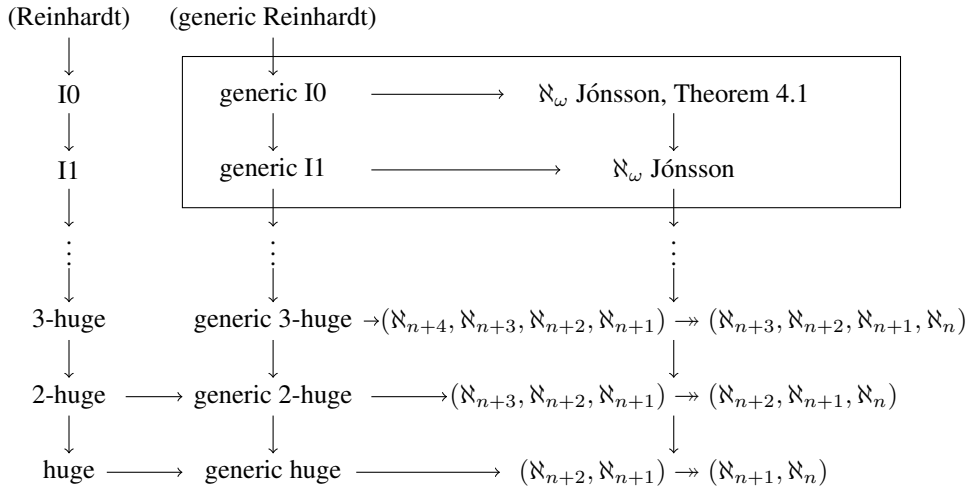 (Reinhardt) (generic Reinhardt)
I0 generic I0 ℵ_ω Jónsson, Theorem 4.1
I1 generic I1 ℵ_ω Jónsson
⋮ ⋮ ⋮
3-huge generic 3-huge (ℵ_{n+4}, ℵ_{n+3}, ℵ_{n+2}, ℵ_{n+1}) ↠ (ℵ_{n+3}, ℵ_{n+2}, ℵ_{n+1}, ℵ_n)
2-huge generic 2-huge (ℵ_{n+3}, ℵ_{n+2}, ℵ_{n+1}) ↠ (ℵ_{n+2}, ℵ_{n+1}, ℵ_n)
huge generic huge (ℵ_{n+2}, ℵ_{n+1}) ↠ (ℵ_{n+1}, ℵ_n)